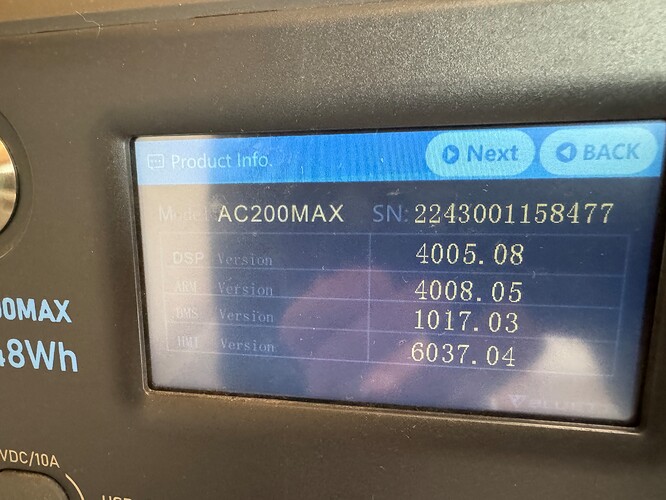 Product Info.
Next
BACK
Model AC200MAX SN: 2243001158477
DSP Version 4005.08
ARM Version 4008.05
BMS Version 1017.03
HMI Version 6037.04
00MAX
48Wh
VDC/10A